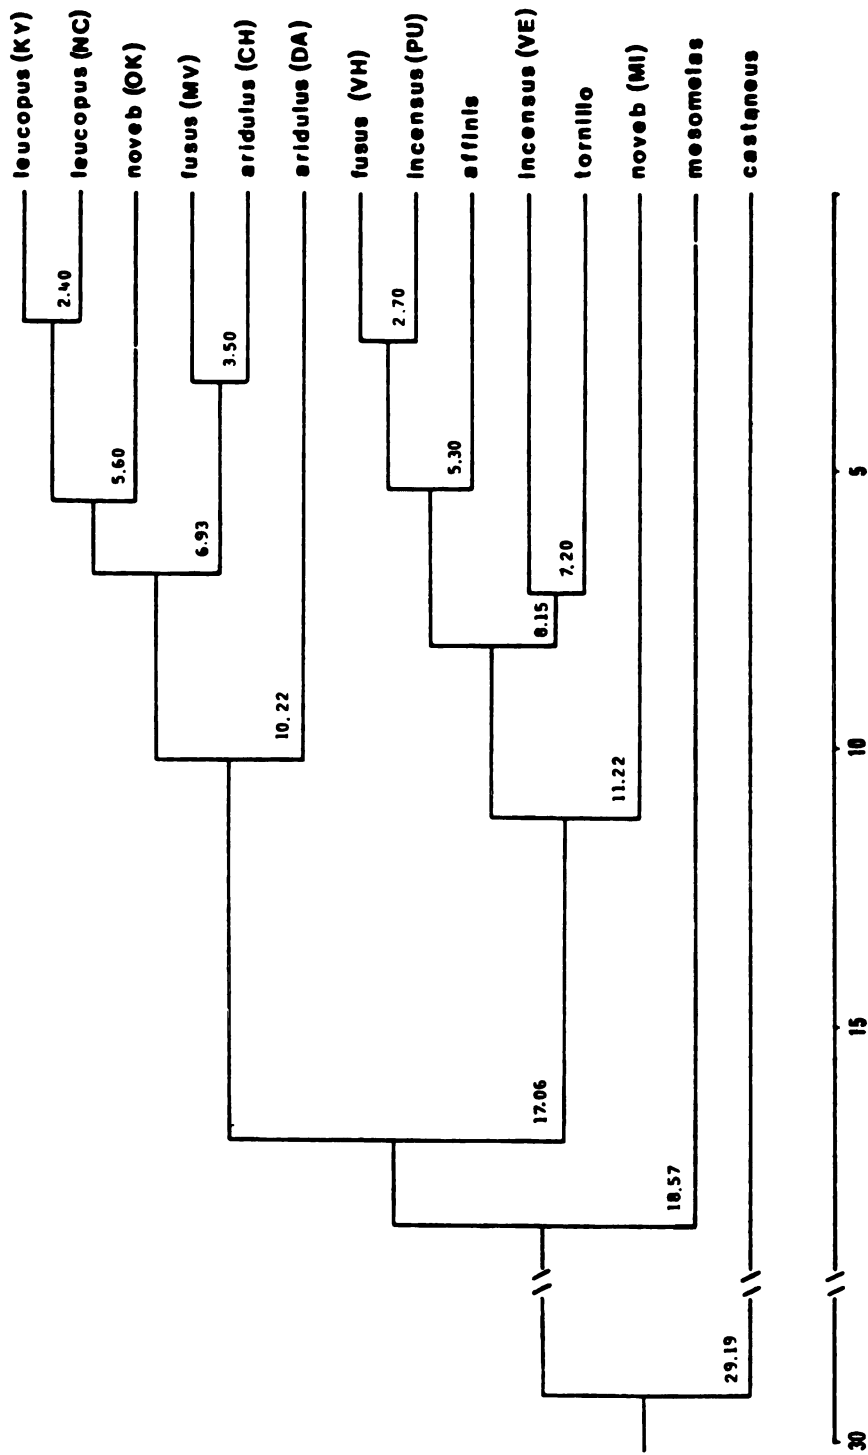 leucopus (KY)
leucopus (NC)
noveb (OK)
fusus (MV)
aridulus (CH)
aridulus (DA)
fusus (VH)
incensus (PU)
affinis
incensus (VE)
tornillo
noveb (MI)
mesomelas
castaneus
2.40
5.60
3.50
6.93
10.22
2.70
5.30
7.20
8.15
11.22
17.06
18.57
29.19
30
15
10
5